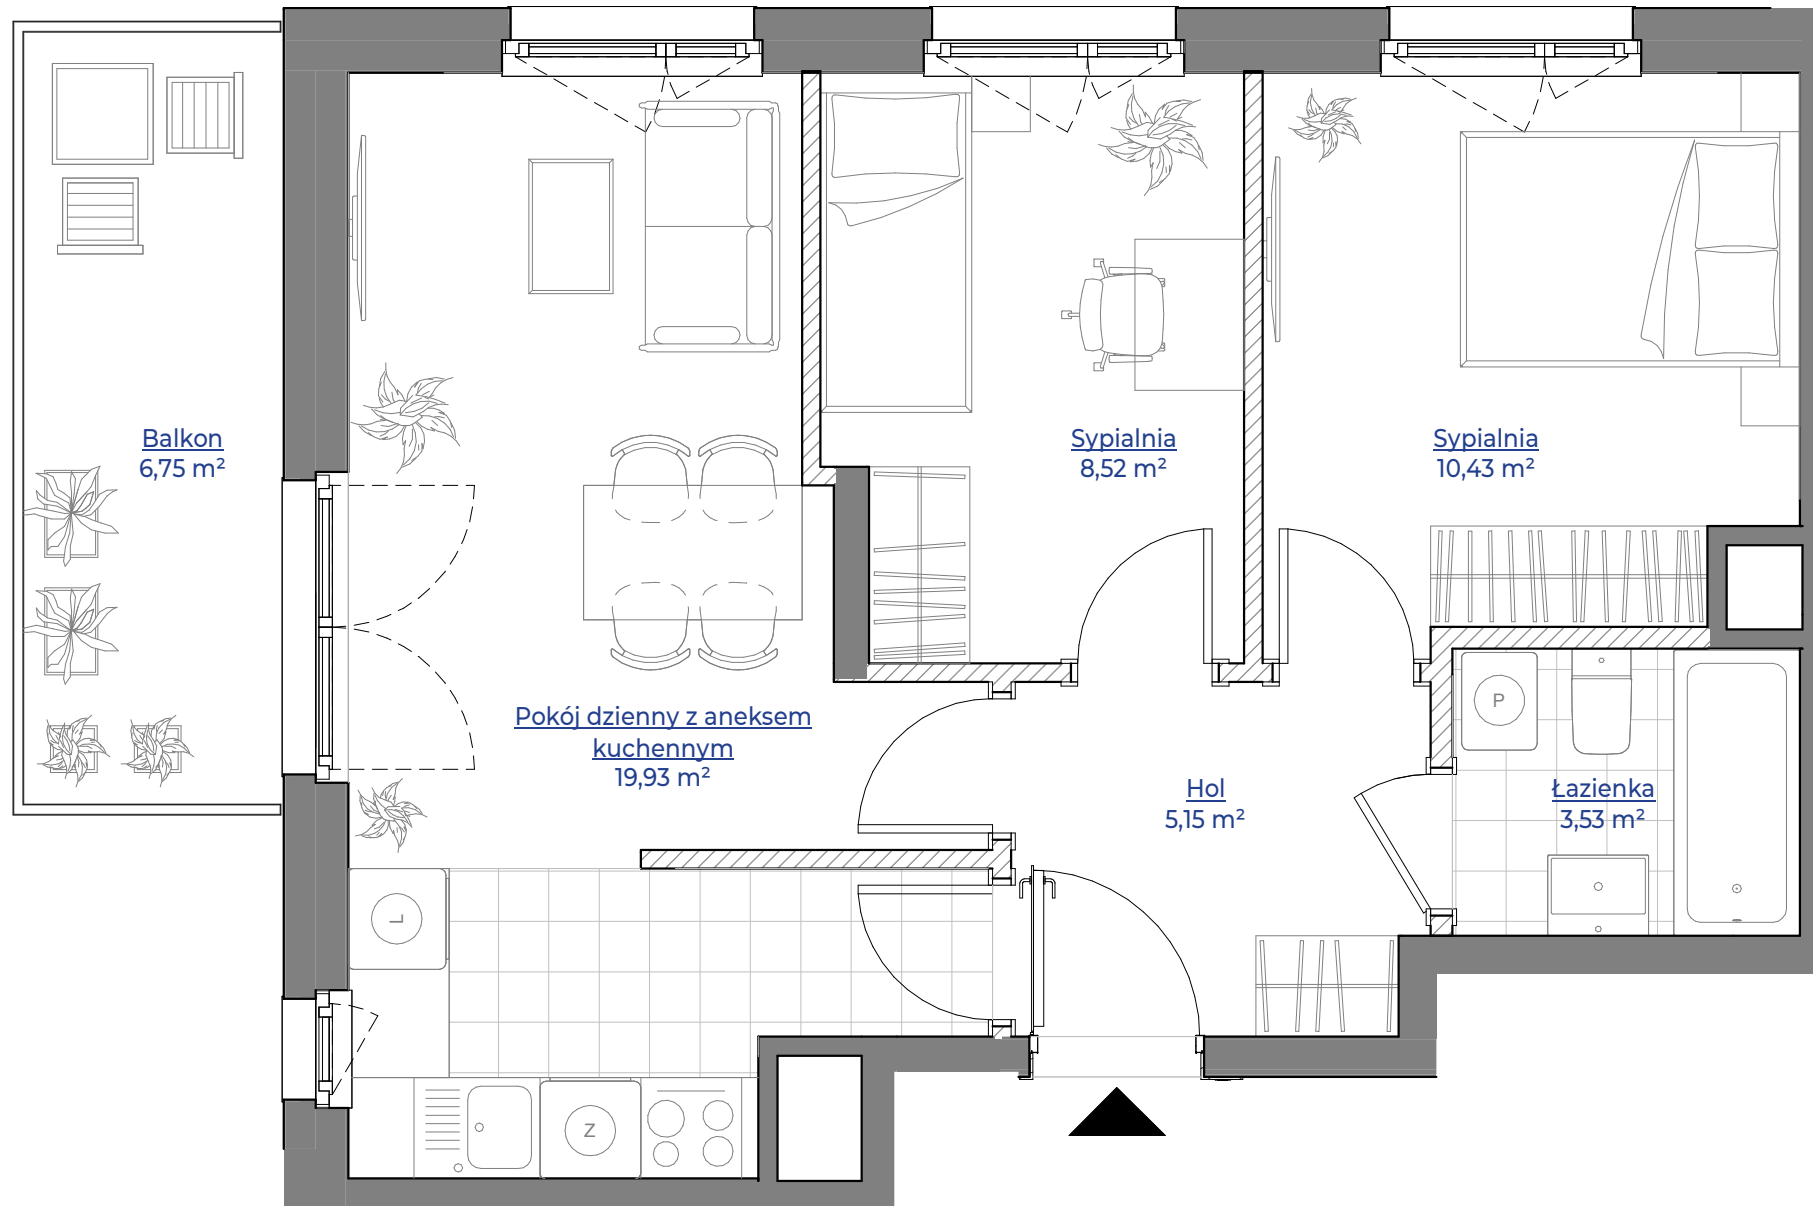 Balkon
6,75 m²
Sypialnia
8,52 m²
Sypialnia
10,43 m²
Pokój dzienny z aneksem
kuchennym
19,93 m²
Hol
5,15 m²
Łazienka
3,53 m²
P
L
Z